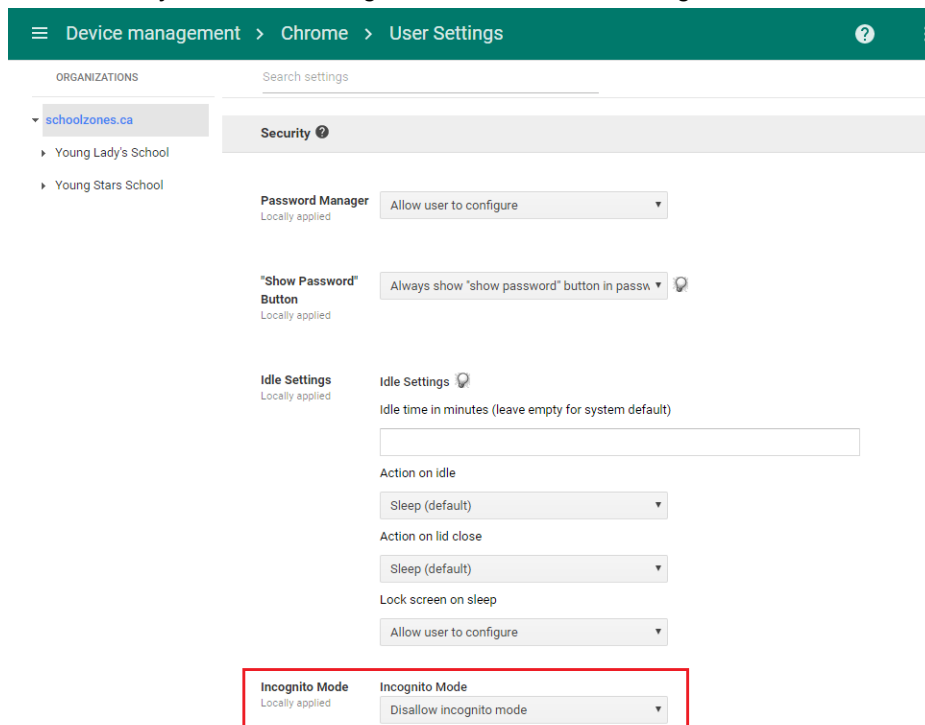 Device management > Chrome > User Settings
ORGANIZATIONS
Search settings
schoolzones.ca
Young Lady's School
Young Stars School
Security
Password Manager
Locally applied
Allow user to configure
"Show Password"
Button
Locally applied
Always show "show password" button in passw
Idle Settings
Locally applied
Idle Settings
Idle time in minutes (leave empty for system default)
Action on idle
Sleep (default)
Action on lid close
Sleep (default)
Lock screen on sleep
Allow user to configure
Incognito Mode
Locally applied
Incognito Mode
Disallow incognito mode